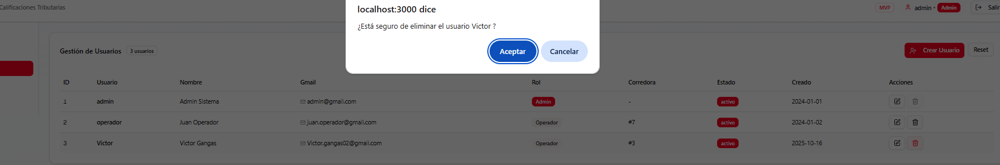 Calificaciones Tributarias
MVP
admin • Admin
Salir
localhost:3000 dice
¿Está seguro de eliminar el usuario Victor ?
Aceptar
Cancelar
Gestión de Usuarios 3 usuarios
Crear Usuario
Reset
ID Usuario Nombre Gmail Rol Corredora Estado Creado Acciones
1 admin Admin Sistema admin@gmail.com Admin - activo 2024-01-01
2 operador Juan Operador juan.operador@gmail.com Operador #7 activo 2024-01-02
3 Victor Victor Gangas Victor.gangas02@gmail.com Operador #3 activo 2025-10-16